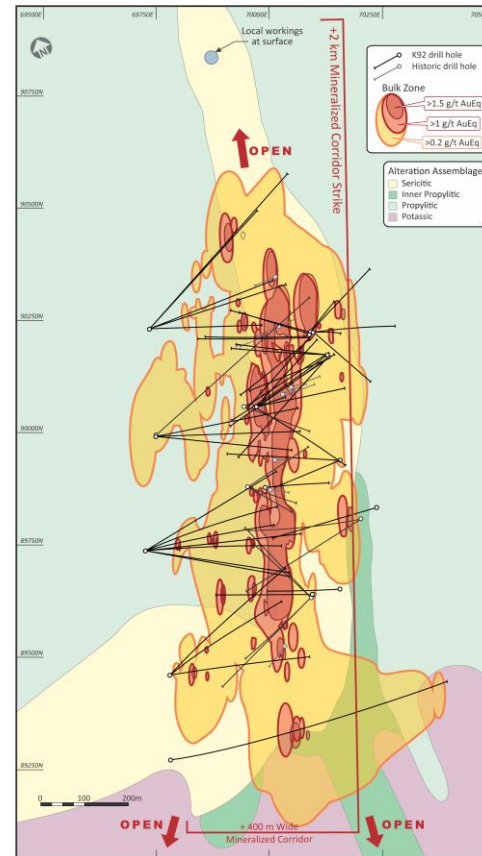 69500E
69750E
70000E
70250E
Local workings
at surface
+2 km Mineralized Corridor Strike
K92 drill hole
Historic drill hole
Bulk Zone
>1.5 g/t AuEq
>1 g/t AuEq
>0.2 g/t AuEq
Alteration Assemblage
Sericitic
Inner Propylitic
Propylitic
Potassic
N
90750N
OPEN
90500N
90250N
90000N
89750N
89500N
89250N
0 100 200m
OPEN
+ 400 m Wide
Mineralized Corridor
OPEN